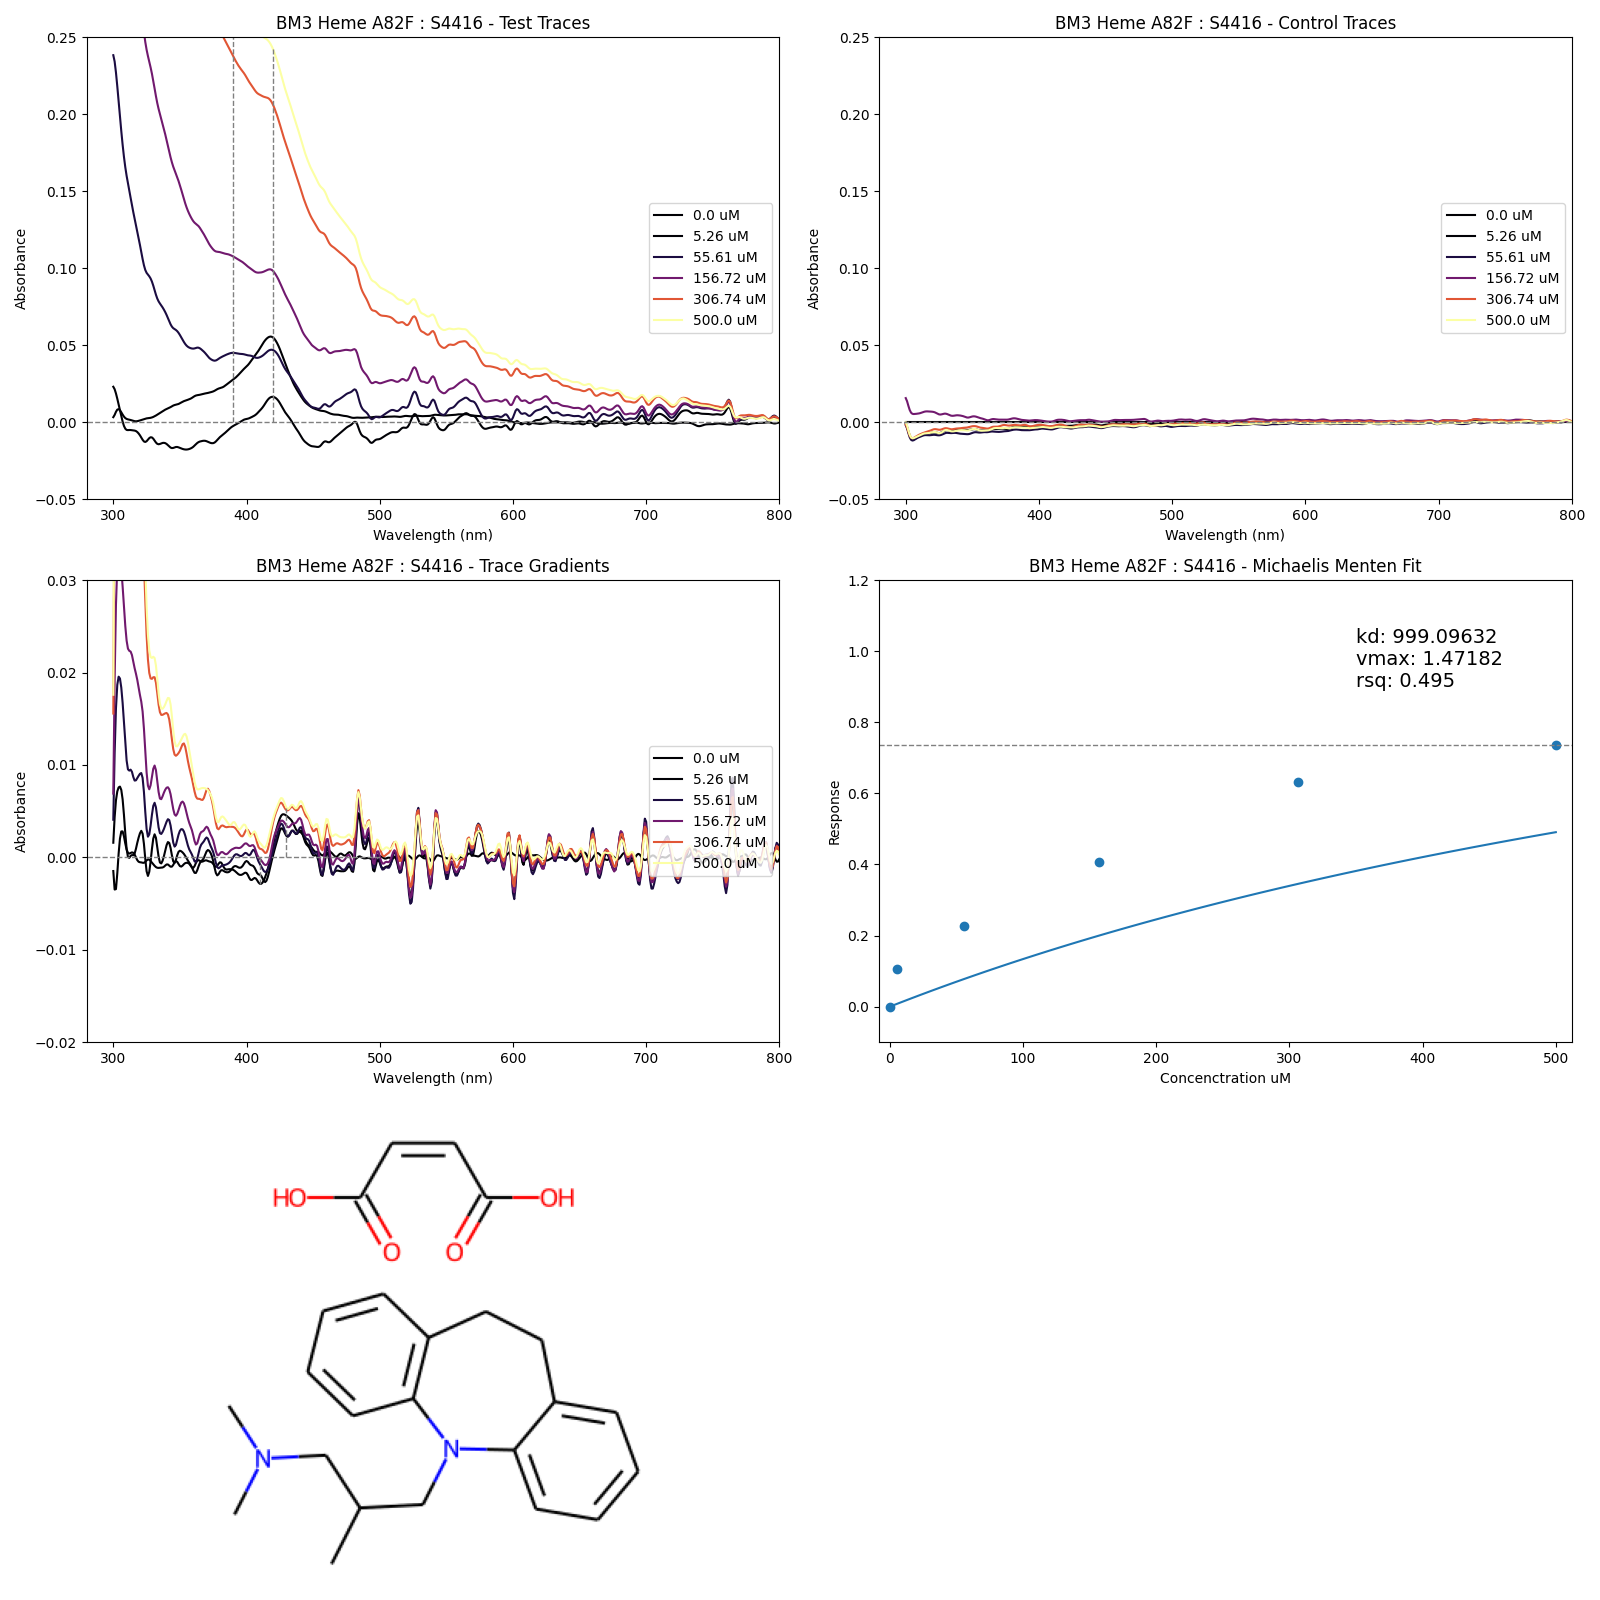 BM3 Heme A82F : S4416 - Test Traces
0.25
0.20
0.15
0.10
0.05
0.00
−0.05
Absorbance
300
400
500
600
700
800
Wavelength (nm)
0.0 uM
5.26 uM
55.61 uM
156.72 uM
306.74 uM
500.0 uM
BM3 Heme A82F : S4416 - Control Traces
0.25
0.20
0.15
0.10
0.05
0.00
−0.05
Absorbance
300
400
500
600
700
800
Wavelength (nm)
0.0 uM
5.26 uM
55.61 uM
156.72 uM
306.74 uM
500.0 uM
BM3 Heme A82F : S4416 - Trace Gradients
0.03
0.02
0.01
0.00
−0.01
−0.02
Absorbance
300
400
500
600
700
800
Wavelength (nm)
0.0 uM
5.26 uM
55.61 uM
156.72 uM
306.74 uM
500.0 uM
BM3 Heme A82F : S4416 - Michaelis Menten Fit
1.2
1.0
0.8
0.6
0.4
0.2
0.0
Response
0
100
200
300
400
500
Concenctration uM
kd: 999.09632
vmax: 1.47182
rsq: 0.495
HO
OH
O
O
N
N